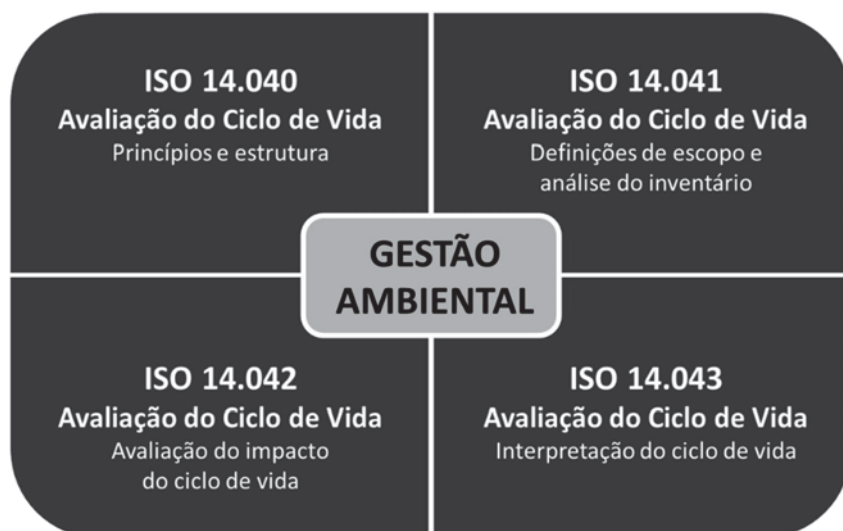 ISO 14.040
Avaliação do Ciclo de Vida
Princípios e estrutura
ISO 14.041
Avaliação do Ciclo de Vida
Definições de escopo e
análise do inventário
GESTÃO
AMBIENTAL
ISO 14.042
Avaliação do Ciclo de Vida
Avaliação do impacto
do ciclo de vida
ISO 14.043
Avaliação do Ciclo de Vida
Interpretação do ciclo de vida